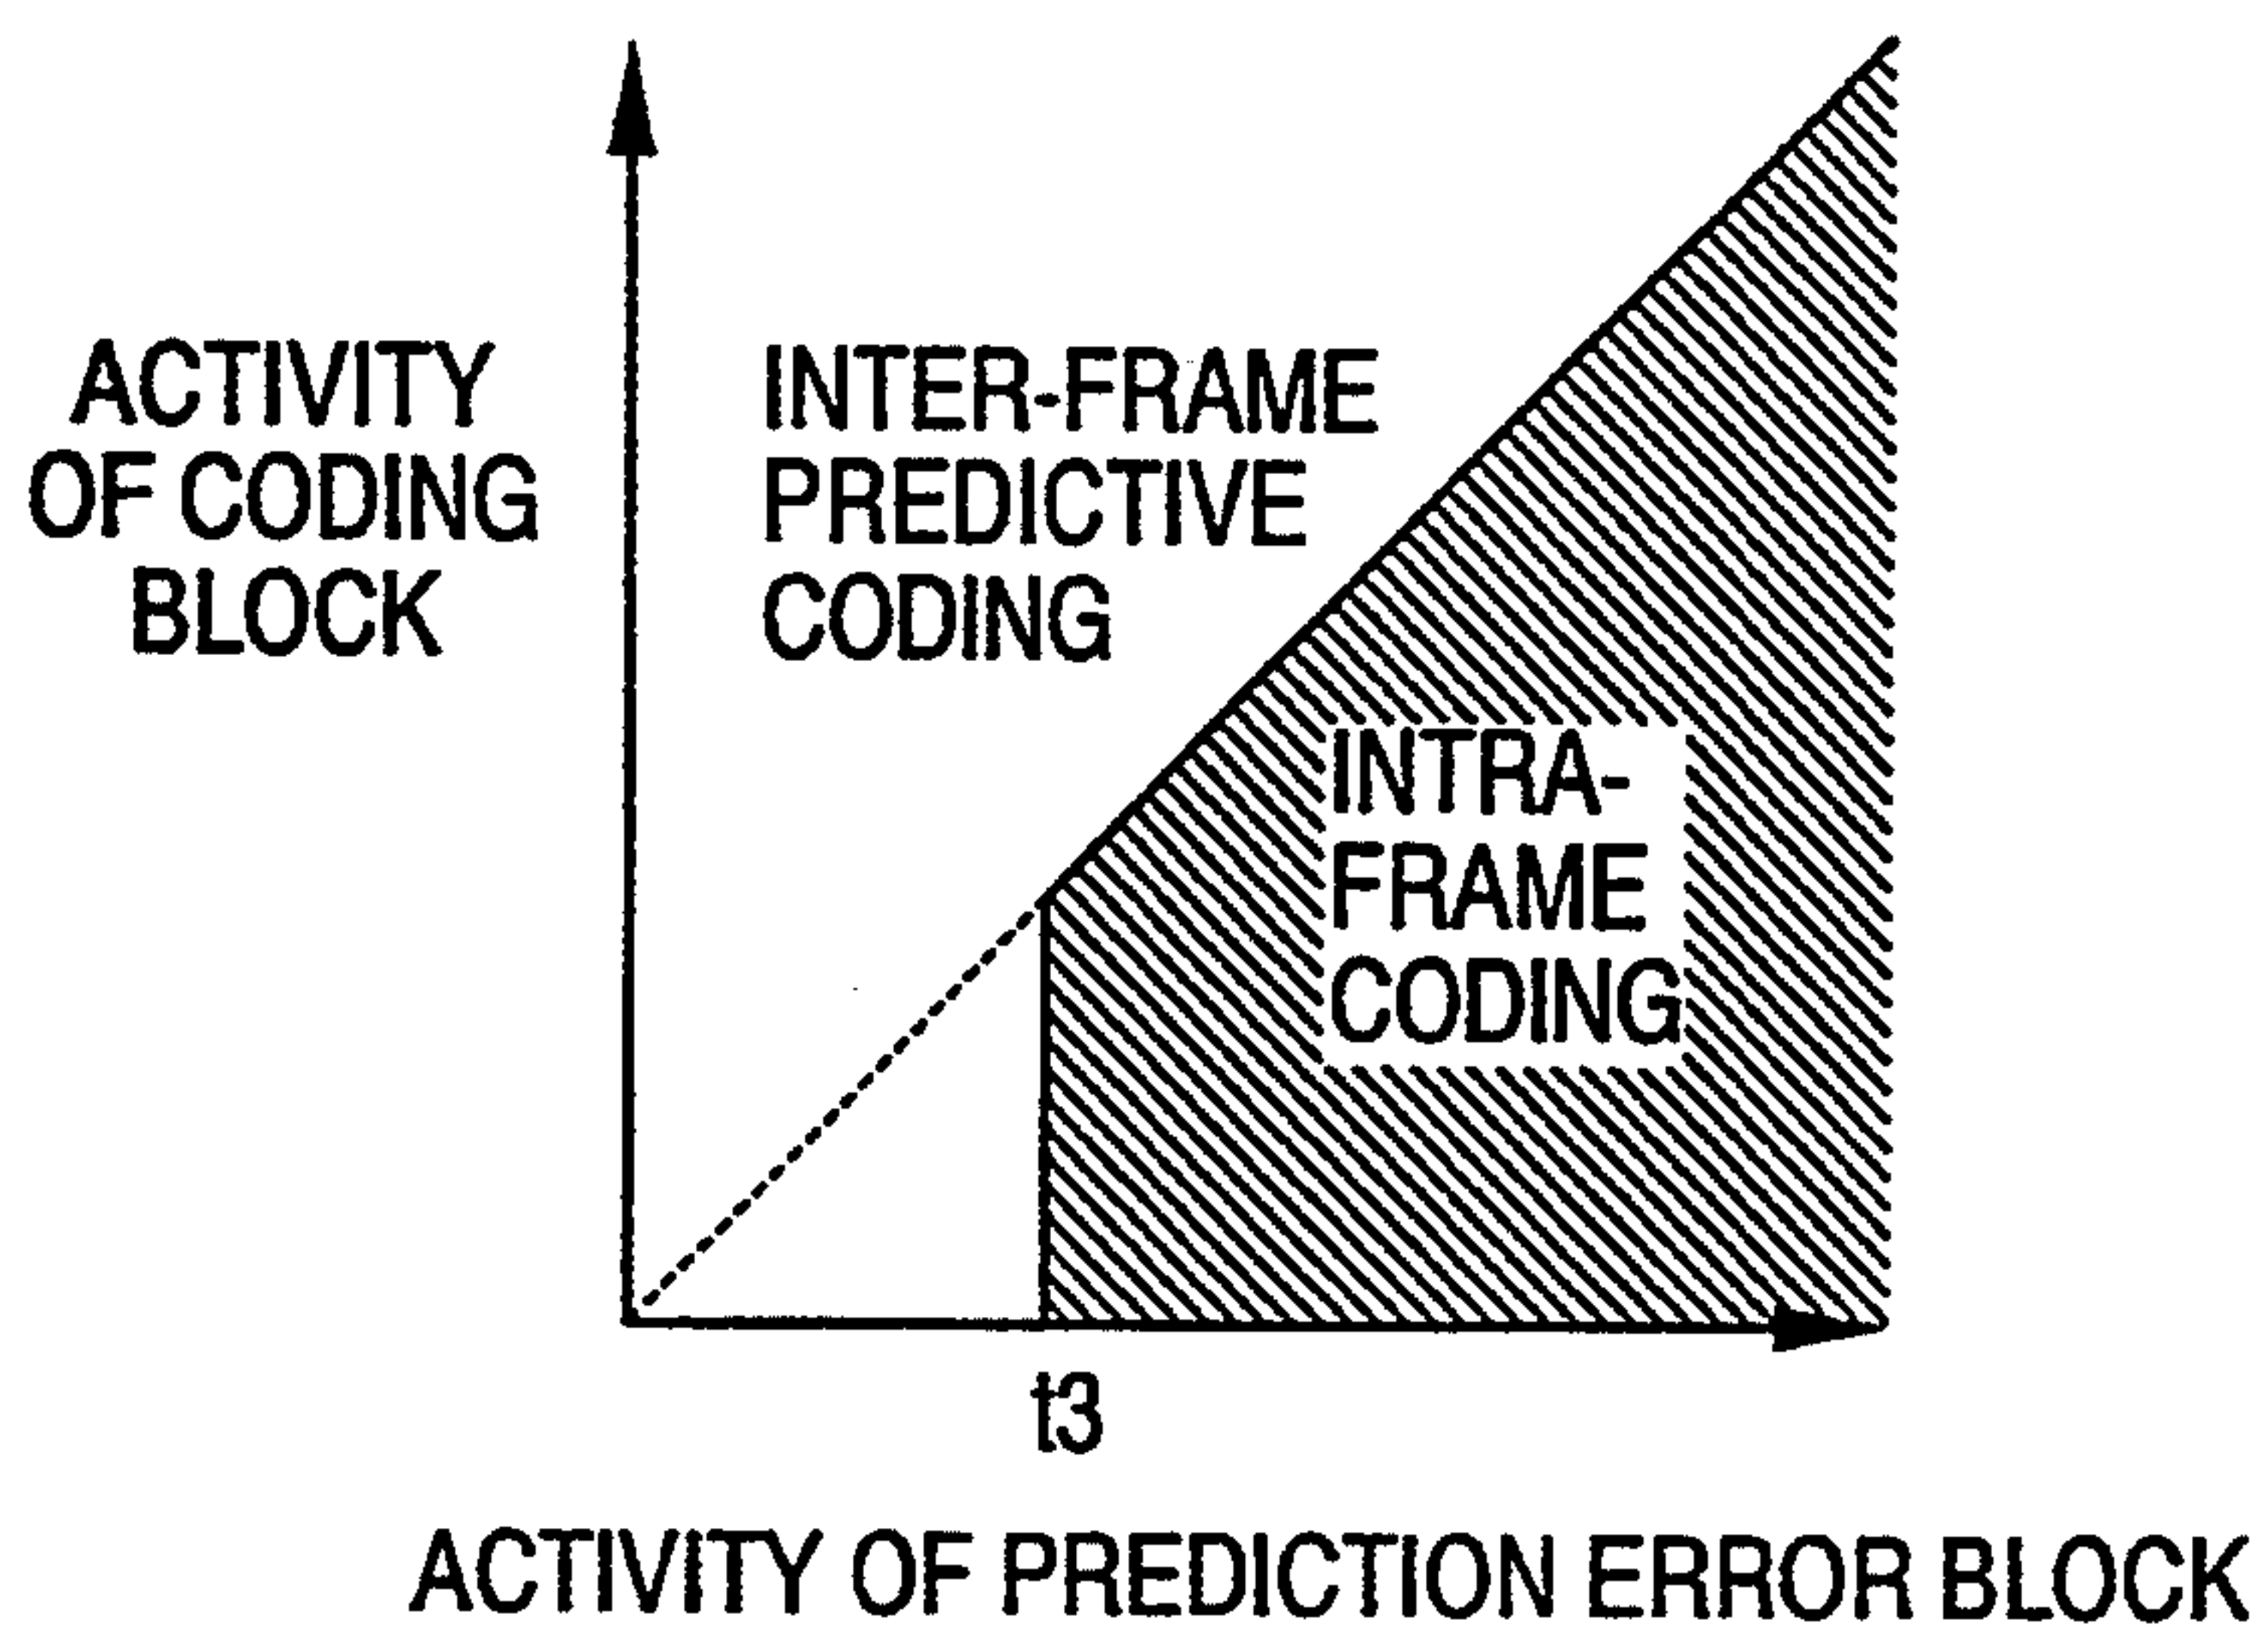 ACTIVITY
OF CODING
BLOCK
INTER-FRAME
PREDICTIVE
CODING
INTRA-
FRAME
CODING
t3
ACTIVITY OF PREDICTION ERROR BLOCK